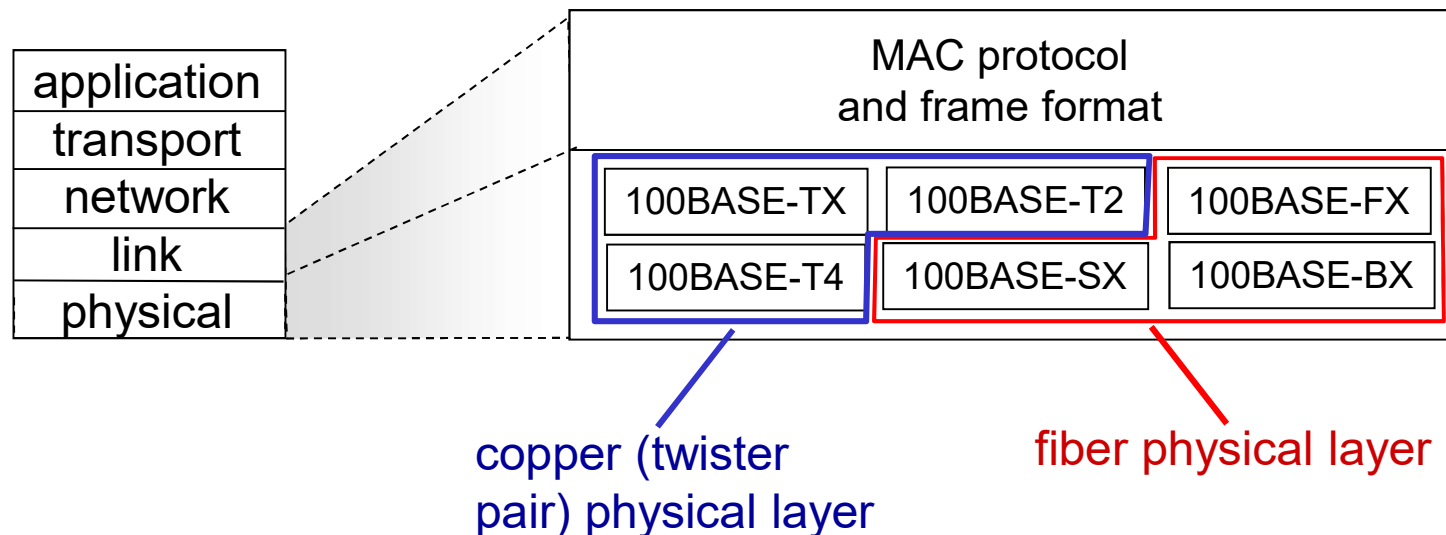 application
transport
network
link
physical
MAC protocol
and frame format
100BASE-TX
100BASE-T2
100BASE-FX
100BASE-T4
100BASE-SX
100BASE-BX
copper (twister
pair) physical layer
fiber physical layer